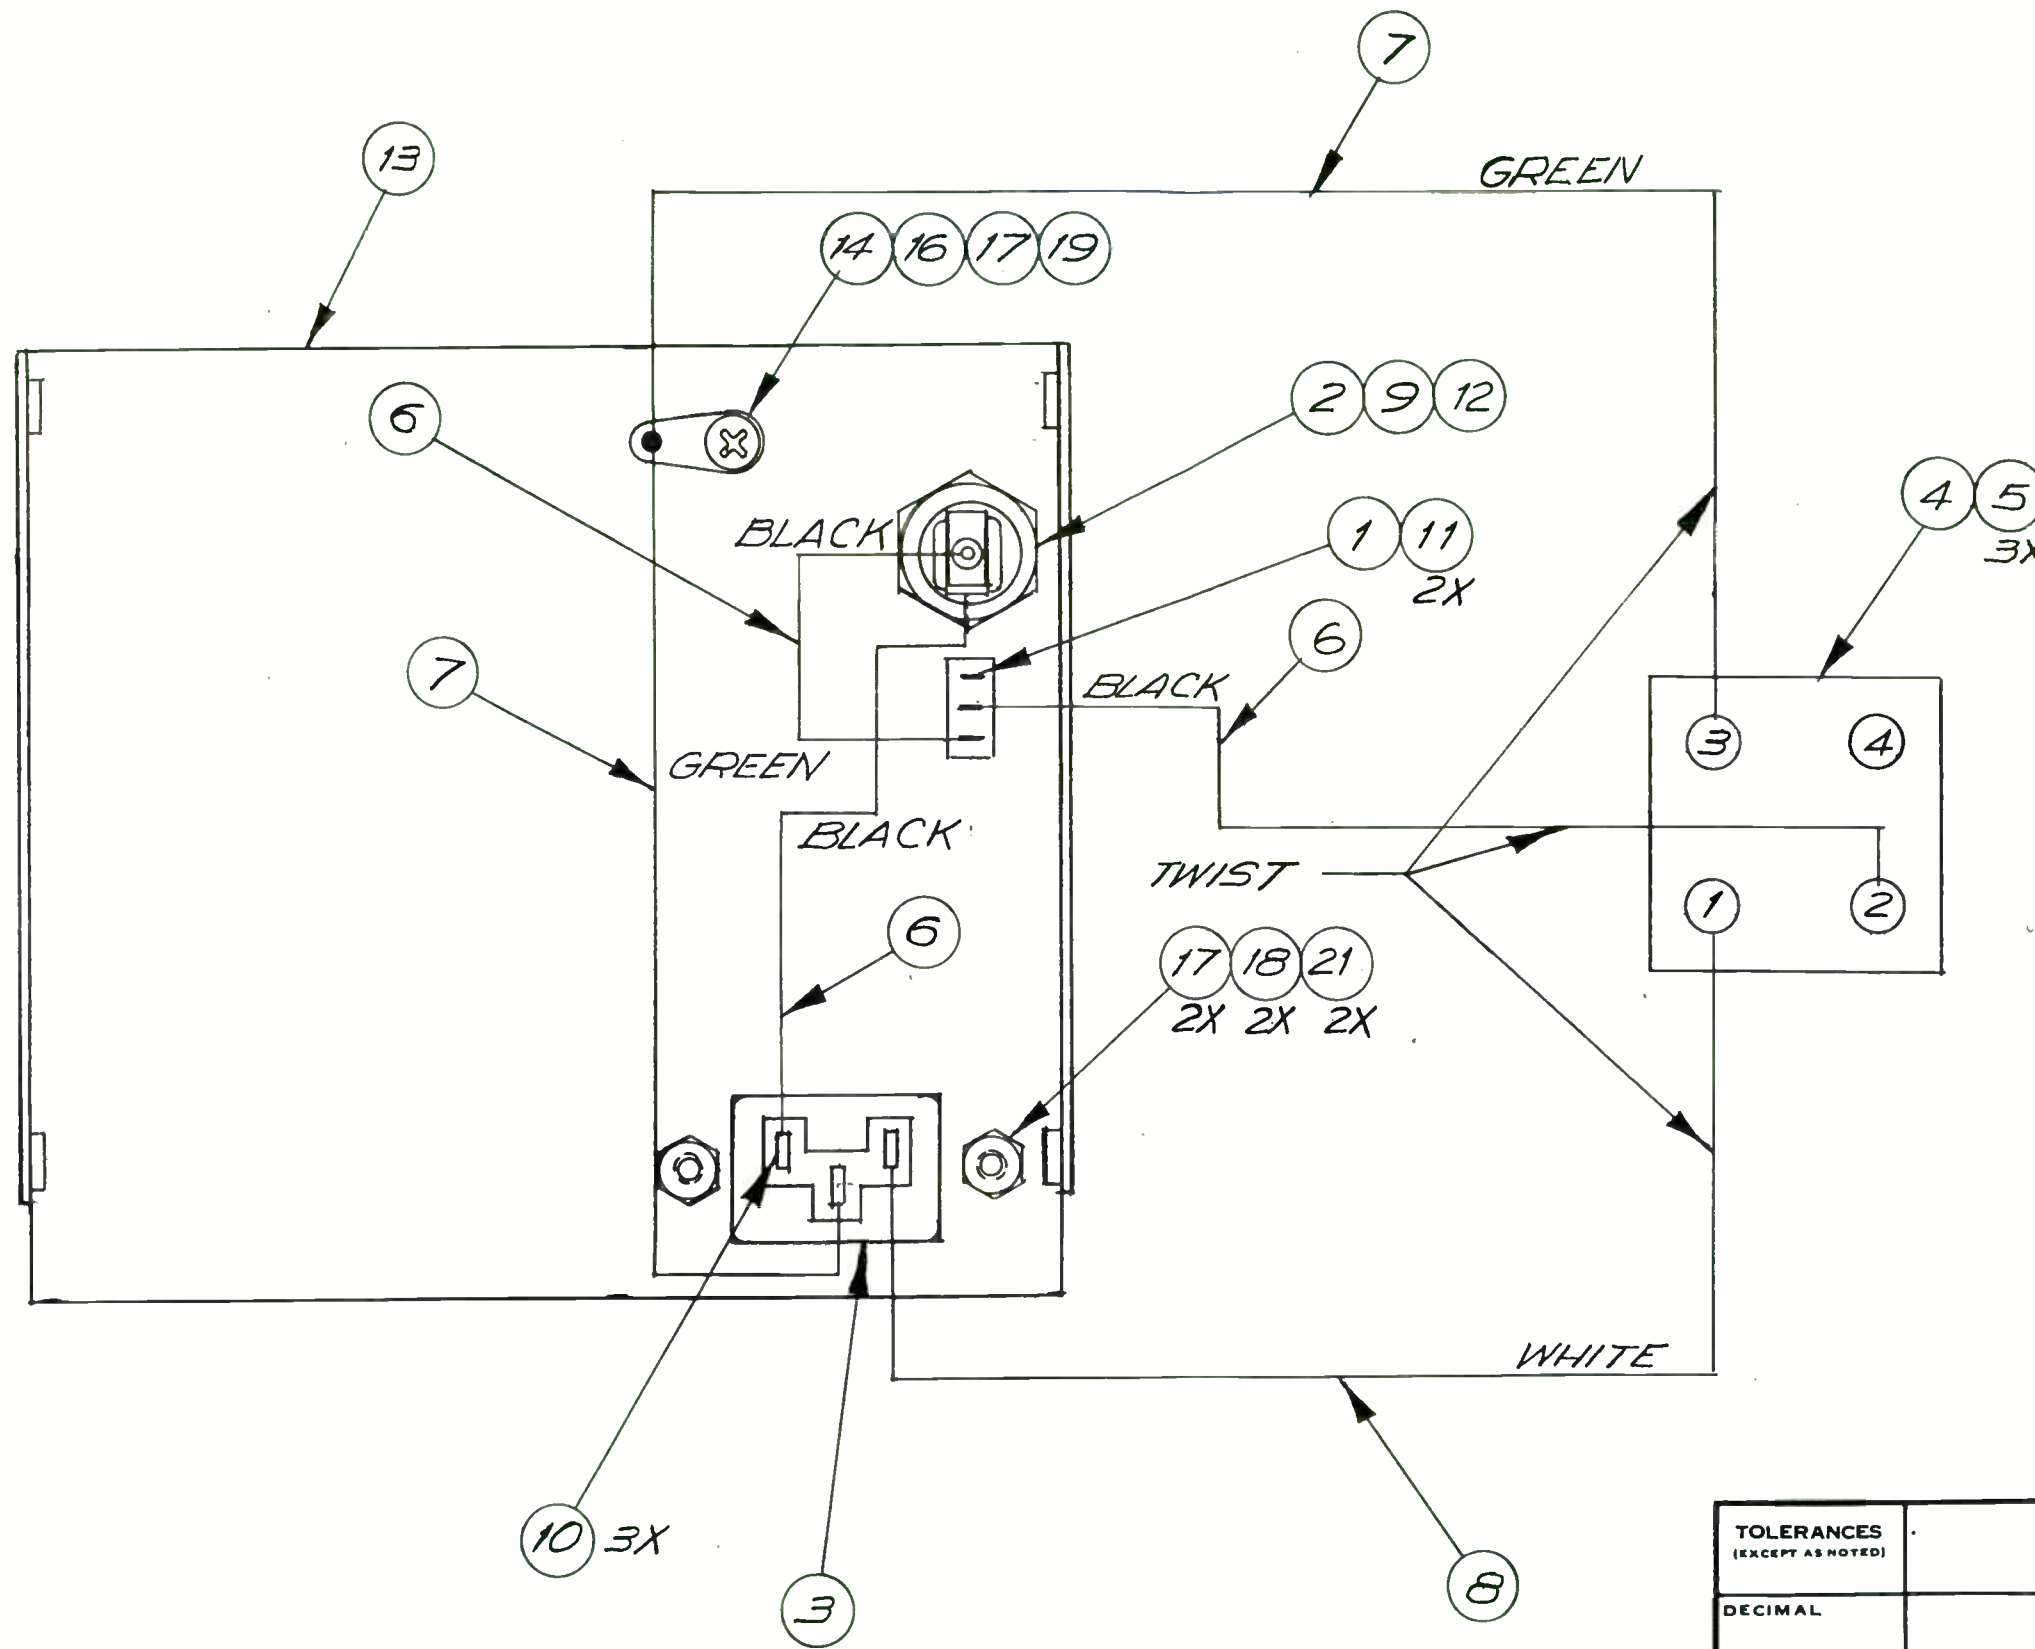 7
GREEN
13
14 16 17 19
2 9 12
6
4 5
3X
1 11
2X
BLACK
6
7
BLACK
GREEN
3 4
BLACK
TWIST
1 2
6
17 18 21
2X 2X 2X
WHITE
10 3X
3
8
TOLERANCES
(EXCEPT AS NOTED)
DECIMAL